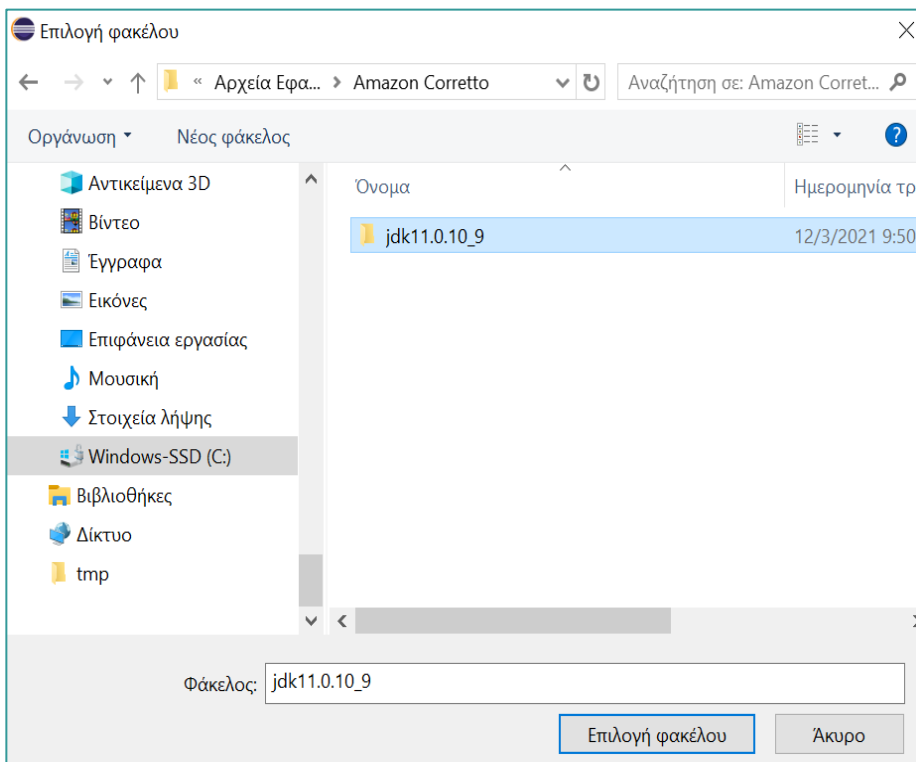 Επιλογή φακέλου
« Αρχεία Εφα... > Amazon Corretto
Αναζήτηση σε: Amazon Corret...
Οργάνωση
Νέος φάκελος
?
Αντικείμενα 3D
Βίντεο
Έγγραφα
Εικόνες
Επιφάνεια εργασίας
Μουσική
Στοιχεία λήψης
Windows-SSD (C:)
Βιβλιοθήκες
Δίκτυο
tmp
Όνομα
Ημερομηνία τρ
jdk11.0.10_9
12/3/2021 9:50
Φάκελος: jdk11.0.10_9
Επιλογή φακέλου
Άκυρο